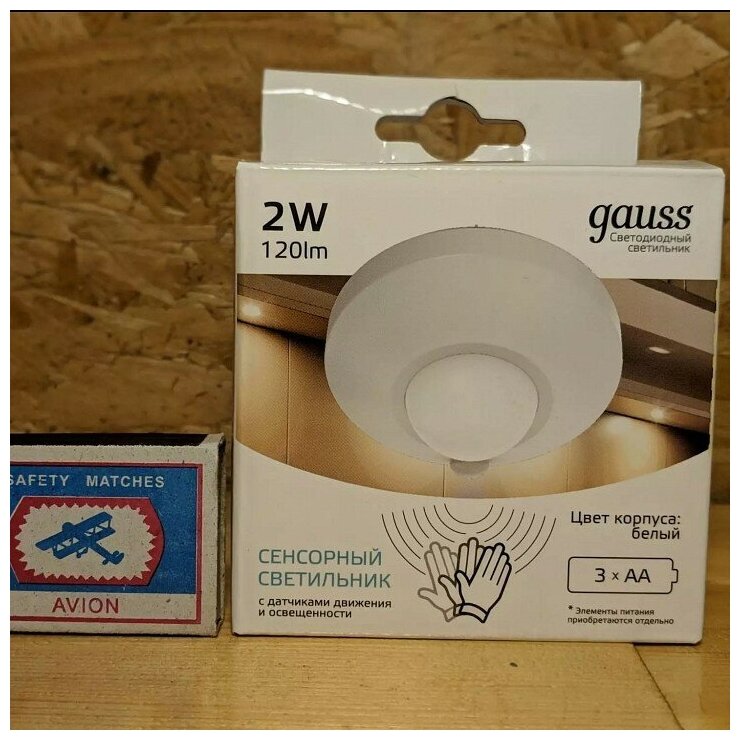 2W
120lm
gauss
Светодиодный
светильник
SAFETY MATCHES
AVION
СЕНСОРНЫЙ
СВЕТИЛЬНИК
с датчиками движения
и освещенности
Цвет корпуса:
белый
3 x AA
* Элементы питания
приобретаются отдельно